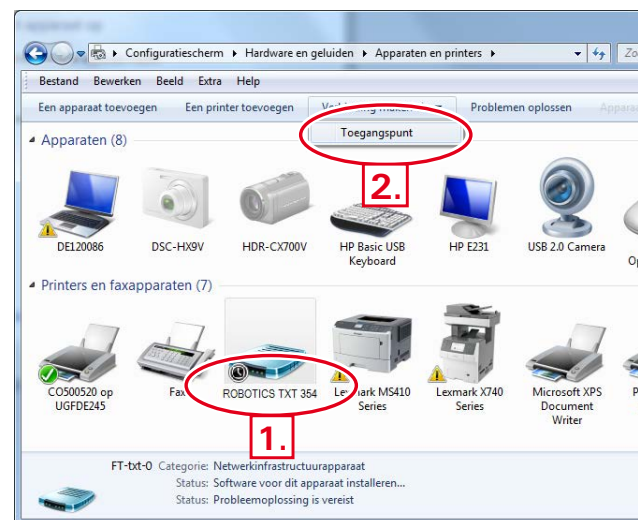 Configuratiescherm ▸ Hardware en geluiden ▸ Apparaten en printers ▸
Bestand Bewerken Beeld Extra Help
Een apparaat toevoegen Een printer toevoegen Problemen oplossen
Toegangspunt
2.
Apparaten (8)
DE120086 DSC-HX9V HDR-CX700V HP Basic USB HP E231 USB 2.0 Camera
Keyboard
Printers en faxapparaten (7)
CO500520 op Fax ROBOTICS TXT 354 Lexmark MS410 Lexmark X740 Microsoft XPS
UGFDE245 Series Series Document
Writer
1.
FT-txt-0 Categorie: Netwerkinfrastructuurapparaat
Status: Software voor dit apparaat installeren...
Status: Probleemoplossing is vereist